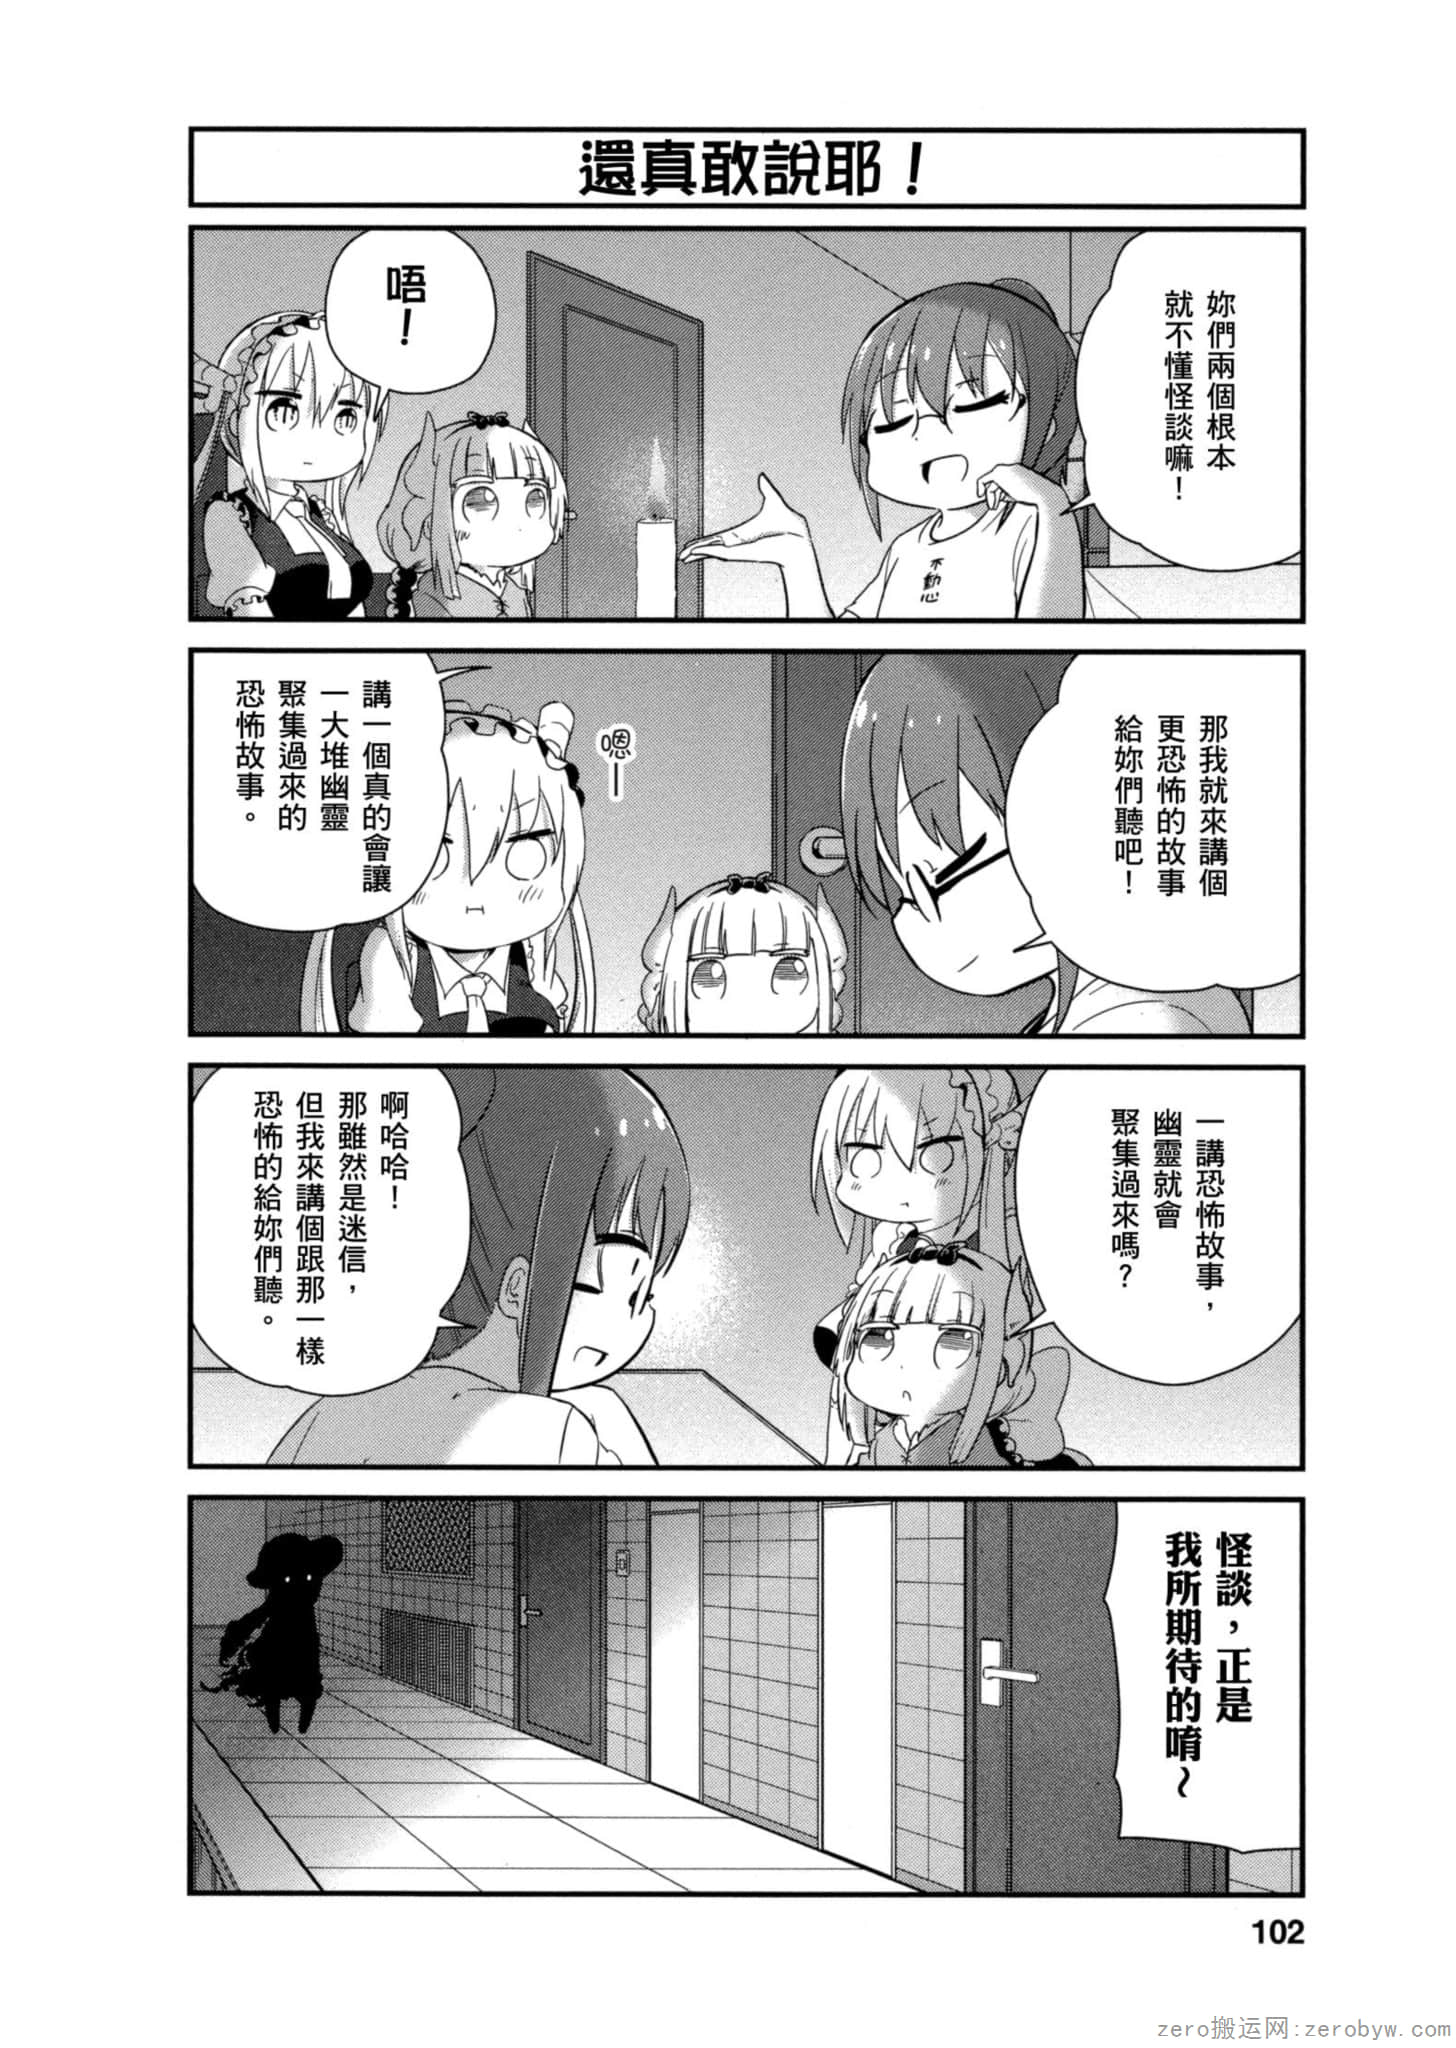 還真敢說耶！
妳們兩個根本
就不懂怪談嘛！
唔！
不動心
那我就來講個
更恐怖的故事
給妳們聽吧！
嗯—
講一個真的會讓
一大堆幽靈
聚集過來的
恐怖故事。
一講恐怖故事，
幽靈就會
聚集過來嗎？
啊哈哈！
那雖然是迷信，
但我來講個跟那一樣
恐怖的給妳們聽。
怪談，正是
我所期待的唷～
102
zero搬运网:zerobyw.com